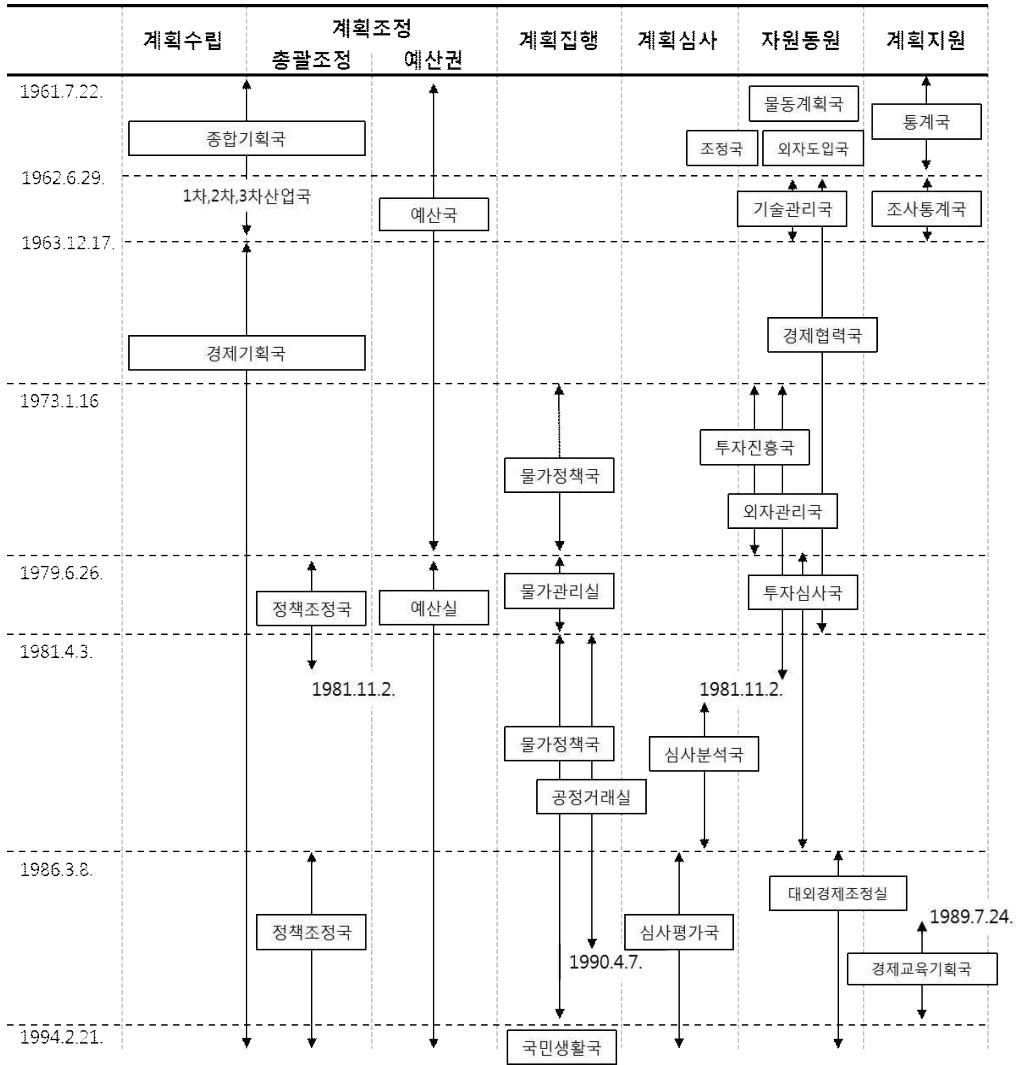 계획수립 계획조정 계획집행 계획심사 자원동원 계획지원
총괄조정 예산권
1961.7.22.
물동계획국
통계국
종합기획국
조정국 외자도입국
1962.6.29.
1차,2차,3차산업국
예산국
기술관리국 조사통계국
1963.12.17.
경제협력국
경제기획국
1973.1.16
투자진흥국
물가정책국
외자관리국
1979.6.26.
정책조정국 예산실 물가관리실 투자심사국
1981.4.3.
1981.11.2. 1981.11.2.
물가정책국 심사분석국
공정거래실
1986.3.8.
대외경제조정실
1989.7.24.
정책조정국 심사평가국
1990.4.7. 경제교육기획국
1994.2.21.
국민생활국